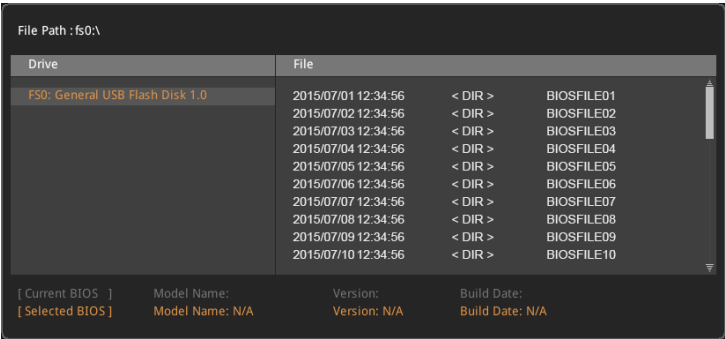 File Path : fs0:\
Drive File
FS0: General USB Flash Disk 1.0
2015/07/01 12:34:56 < DIR > BIOSFILE01
2015/07/02 12:34:56 < DIR > BIOSFILE02
2015/07/03 12:34:56 < DIR > BIOSFILE03
2015/07/04 12:34:56 < DIR > BIOSFILE04
2015/07/05 12:34:56 < DIR > BIOSFILE05
2015/07/06 12:34:56 < DIR > BIOSFILE06
2015/07/07 12:34:56 < DIR > BIOSFILE07
2015/07/08 12:34:56 < DIR > BIOSFILE08
2015/07/09 12:34:56 < DIR > BIOSFILE09
2015/07/10 12:34:56 < DIR > BIOSFILE10
[ Current BIOS ] Model Name: Version: Build Date:
[ Selected BIOS ] Model Name: N/A Version: N/A Build Date: N/A